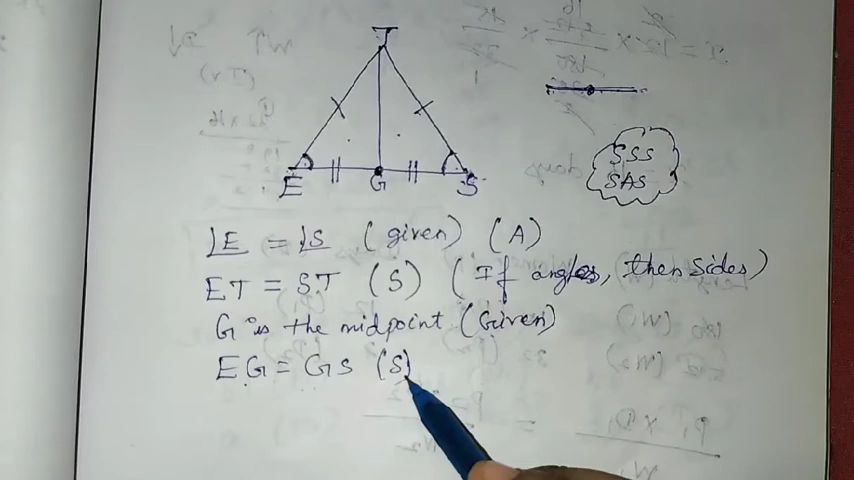 T
E G S
SSS
SAS
∠E = ∠S (given) (A)
ET = ST (S) (If angles, then sides)
G is the midpoint (Given)
EG = GS (S)